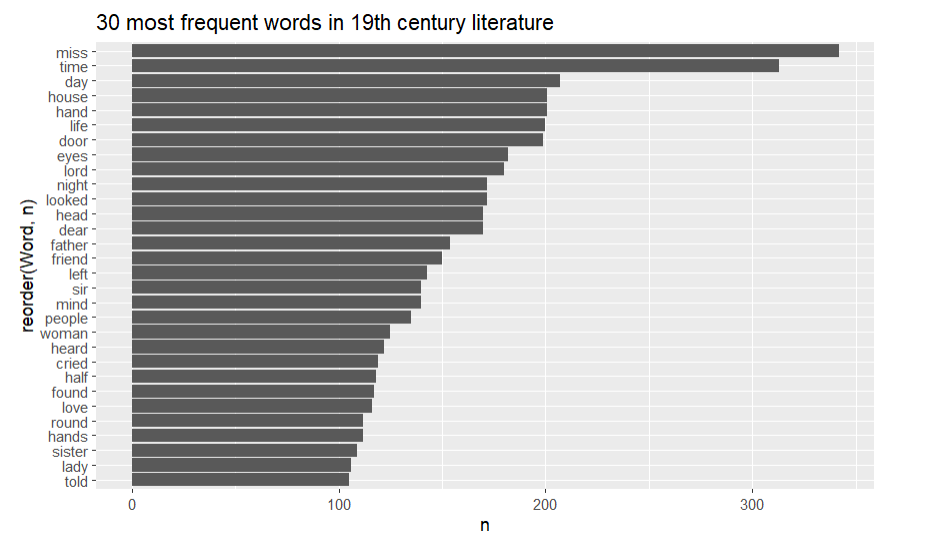 30 most frequent words in 19th century literature
miss
time
day
house
hand
life
door
eyes
lord
night
looked
head
dear
father
friend
left
sir
mind
people
woman
heard
cried
half
found
love
round
hands
sister
lady
told
reorder(Word, n)
0 100 200 300
n